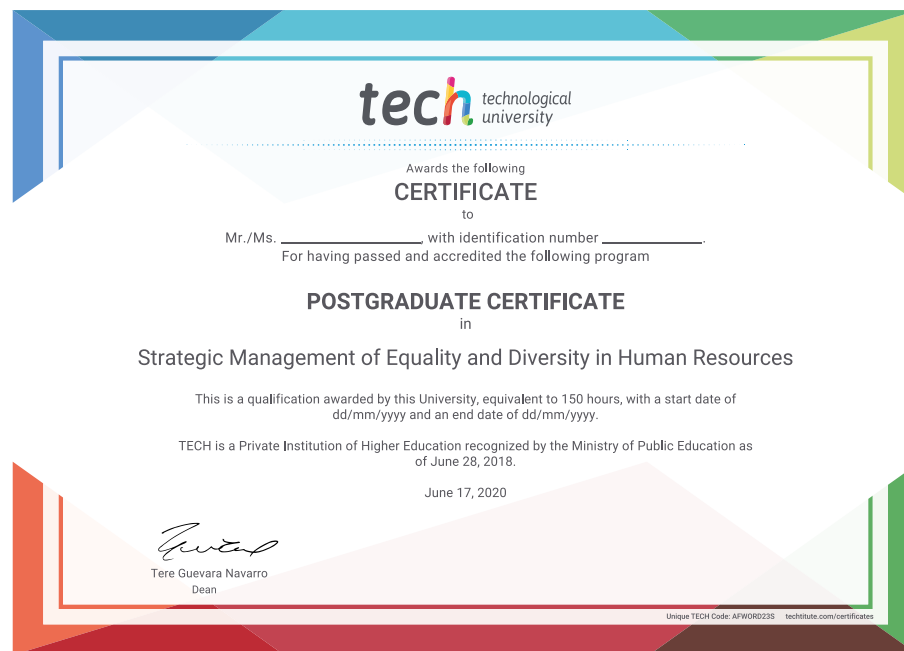 tech technological
university
Awards the following
CERTIFICATE
to
Mr./Ms. ____________, with identification number ____________.
For having passed and accredited the following program
POSTGRADUATE CERTIFICATE
in
Strategic Management of Equality and Diversity in Human Resources
This is a qualification awarded by this University, equivalent to 150 hours, with a start date of
dd/mm/yyyy and an end date of dd/mm/yyyy.
TECH is a Private Institution of Higher Education recognized by the Ministry of Public Education as
of June 28, 2018.
June 17, 2020
Tere Guevara Navarro
Dean
Unique TECH Code: AFWORD23S techtitute.com/certificates